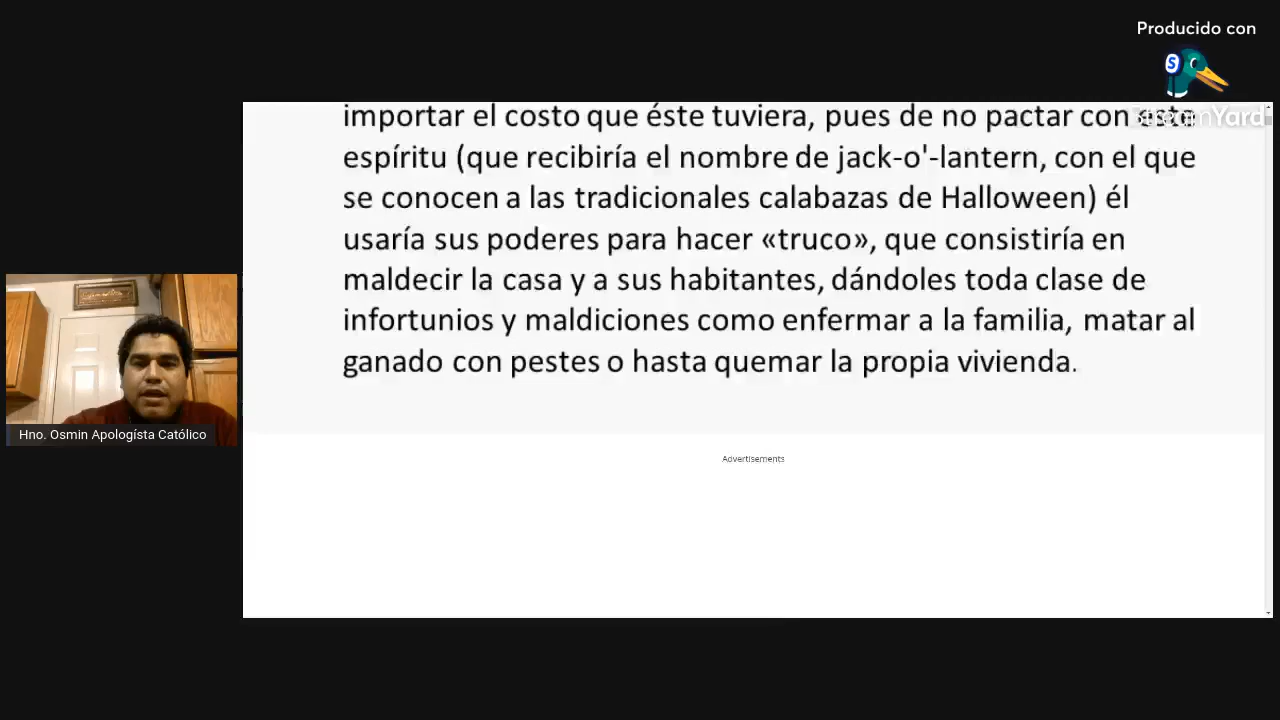 Producido con
StreamYard
importar el costo que éste tuviera, pues de no pactar con este
espíritu (que recibiría el nombre de jack-o'-lantern, con el que
se conocen a las tradicionales calabazas de Halloween) él
usaría sus poderes para hacer «truco», que consistiría en
maldecir la casa y a sus habitantes, dándoles toda clase de
infortunios y maldiciones como enfermar a la familia, matar al
ganado con pestes o hasta quemar la propia vivienda.
Hno. Osmin Apologísta Católico
Advertisements